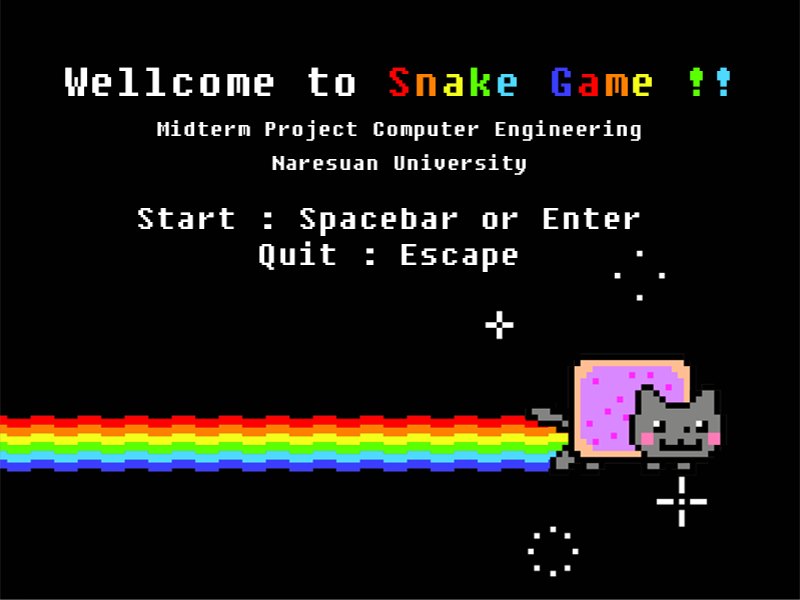 Wellcome to Snake Game !!
Midterm Project Computer Engineering
Naresuan University
Start : Spacebar or Enter
Quit : Escape